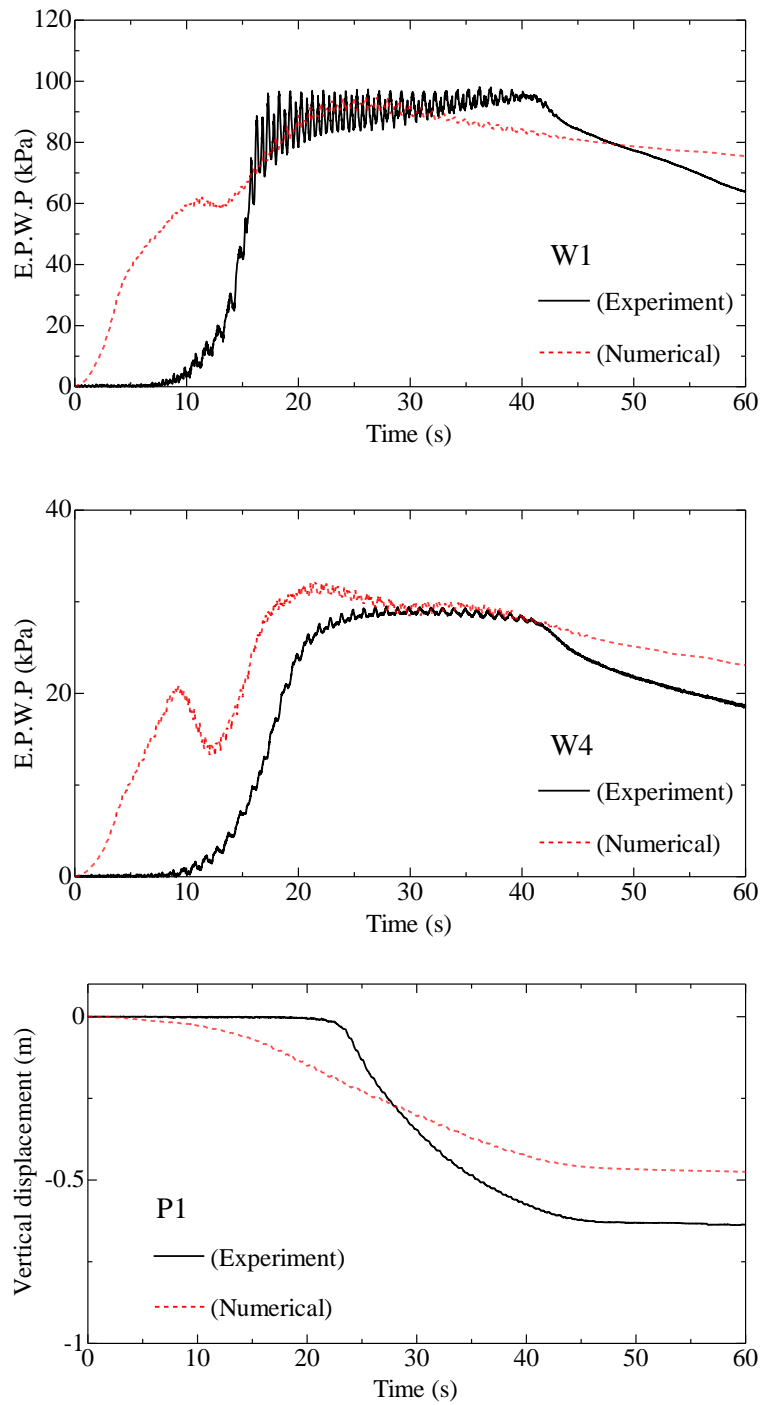 120
100
80
60
40
20
0
E.P.W.P (kPa)
W1
(Experiment)
(Numerical)
0 10 20 30 40 50 60
Time (s)
40
20
0
E.P.W.P (kPa)
W4
(Experiment)
(Numerical)
0 10 20 30 40 50 60
Time (s)
0
-0.5
-1
Vertical displacement (m)
P1
(Experiment)
(Numerical)
0 10 20 30 40 50 60
Time (s)